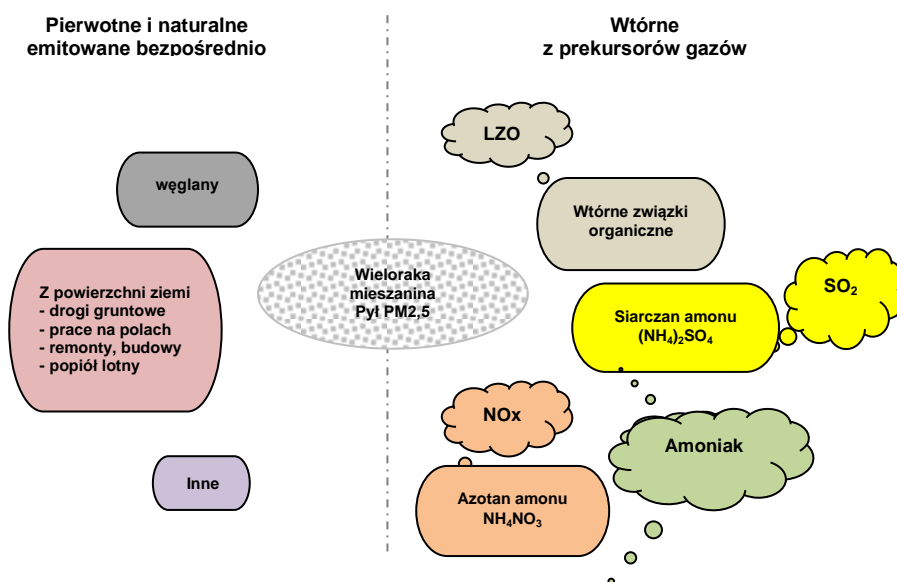 Pierwotne i naturalne
emitowane bezpośrednio
Wtórne
z prekursorów gazów
LZO
węglany
Wtórne związki
organiczne
Z powierzchni ziemi
- drogi gruntowe
- prace na polach
- remonty, budowy
- popiół lotny
Wieloraka
mieszanina
Pył PM2,5
SO₂
Siarczan amonu
(NH₄)₂SO₄
NOx
Amoniak
Inne
Azotan amonu
NH₄NO₃